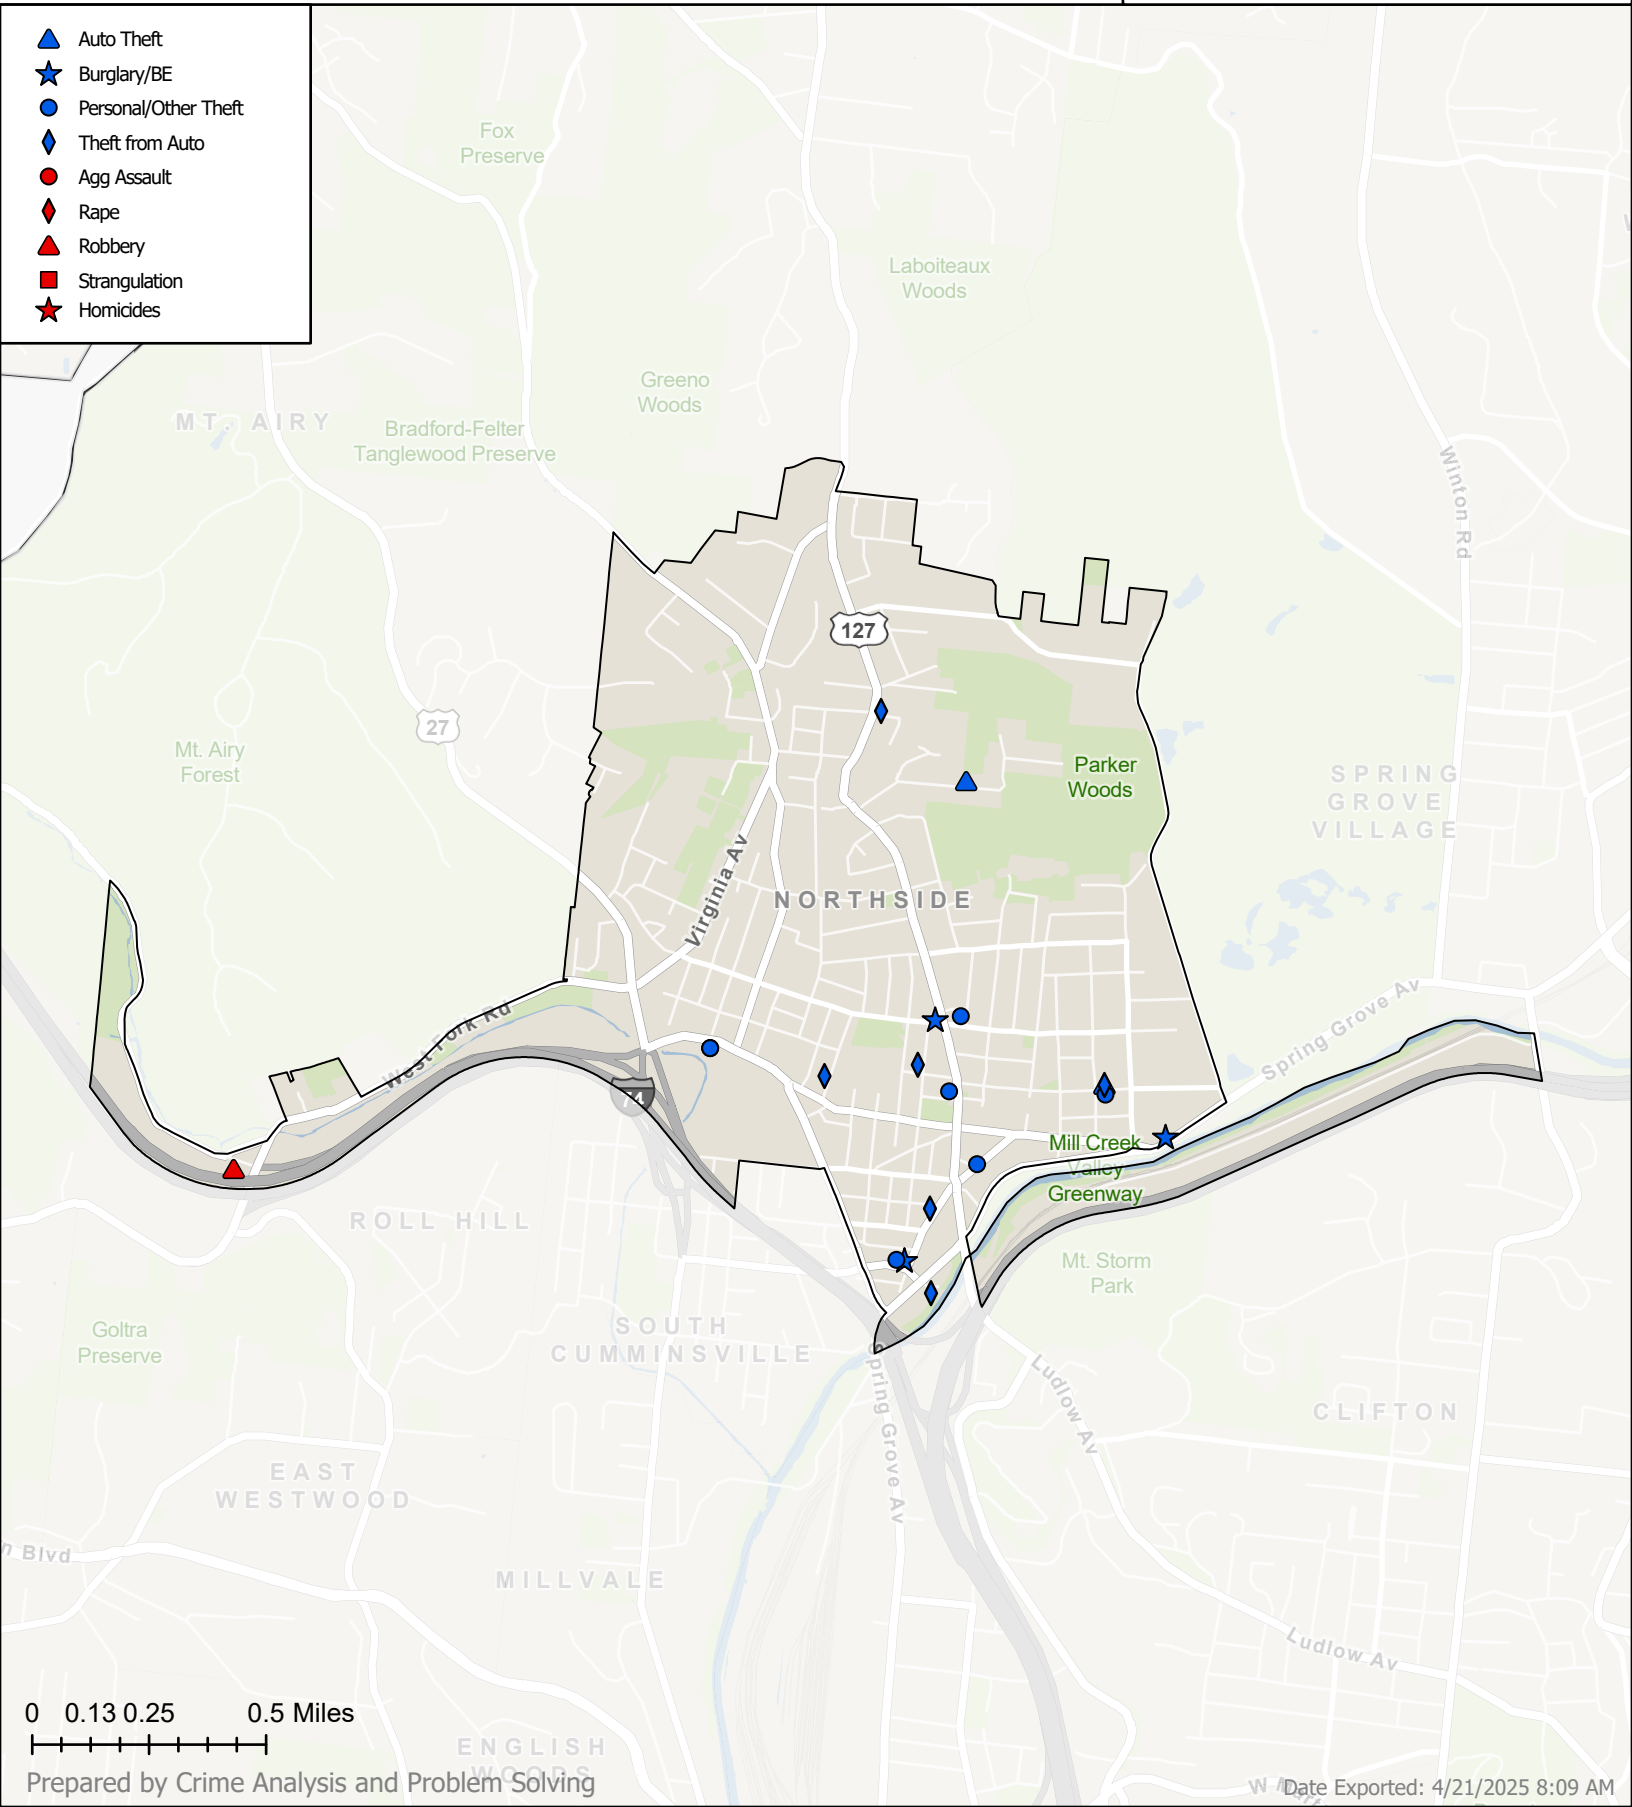 Auto Theft
Burglary/BE
Personal/Other Theft
Theft from Auto
Agg Assault
Rape
Robbery
Strangulation
Homicides
Fox
Preserve
Laboiteaux
Woods
Greeno
Woods
MT. AIRY
Bradford-Felter
Tanglewood Preserve
Winton Rd
127
27
Mt. Airy
Forest
Parker
Woods
SPRING
GROVE
VILLAGE
Virginia Av
NORTHSIDE
West Fork Rd
Spring Grove Av
74
Mill Creek
Valley
Greenway
ROLL HILL
Mt. Storm
Park
Goltra
Preserve
SOUTH
CUMMINSVILLE
Spring Grove Av
Ludlow Av
CLIFTON
EAST
WESTWOOD
n Blvd
MILLVALE
Ludlow Av
0 0.13 0.25 0.5 Miles
ENGLISH
WOODS
Prepared by Crime Analysis and Problem Solving
Date Exported: 4/21/2025 8:09 AM